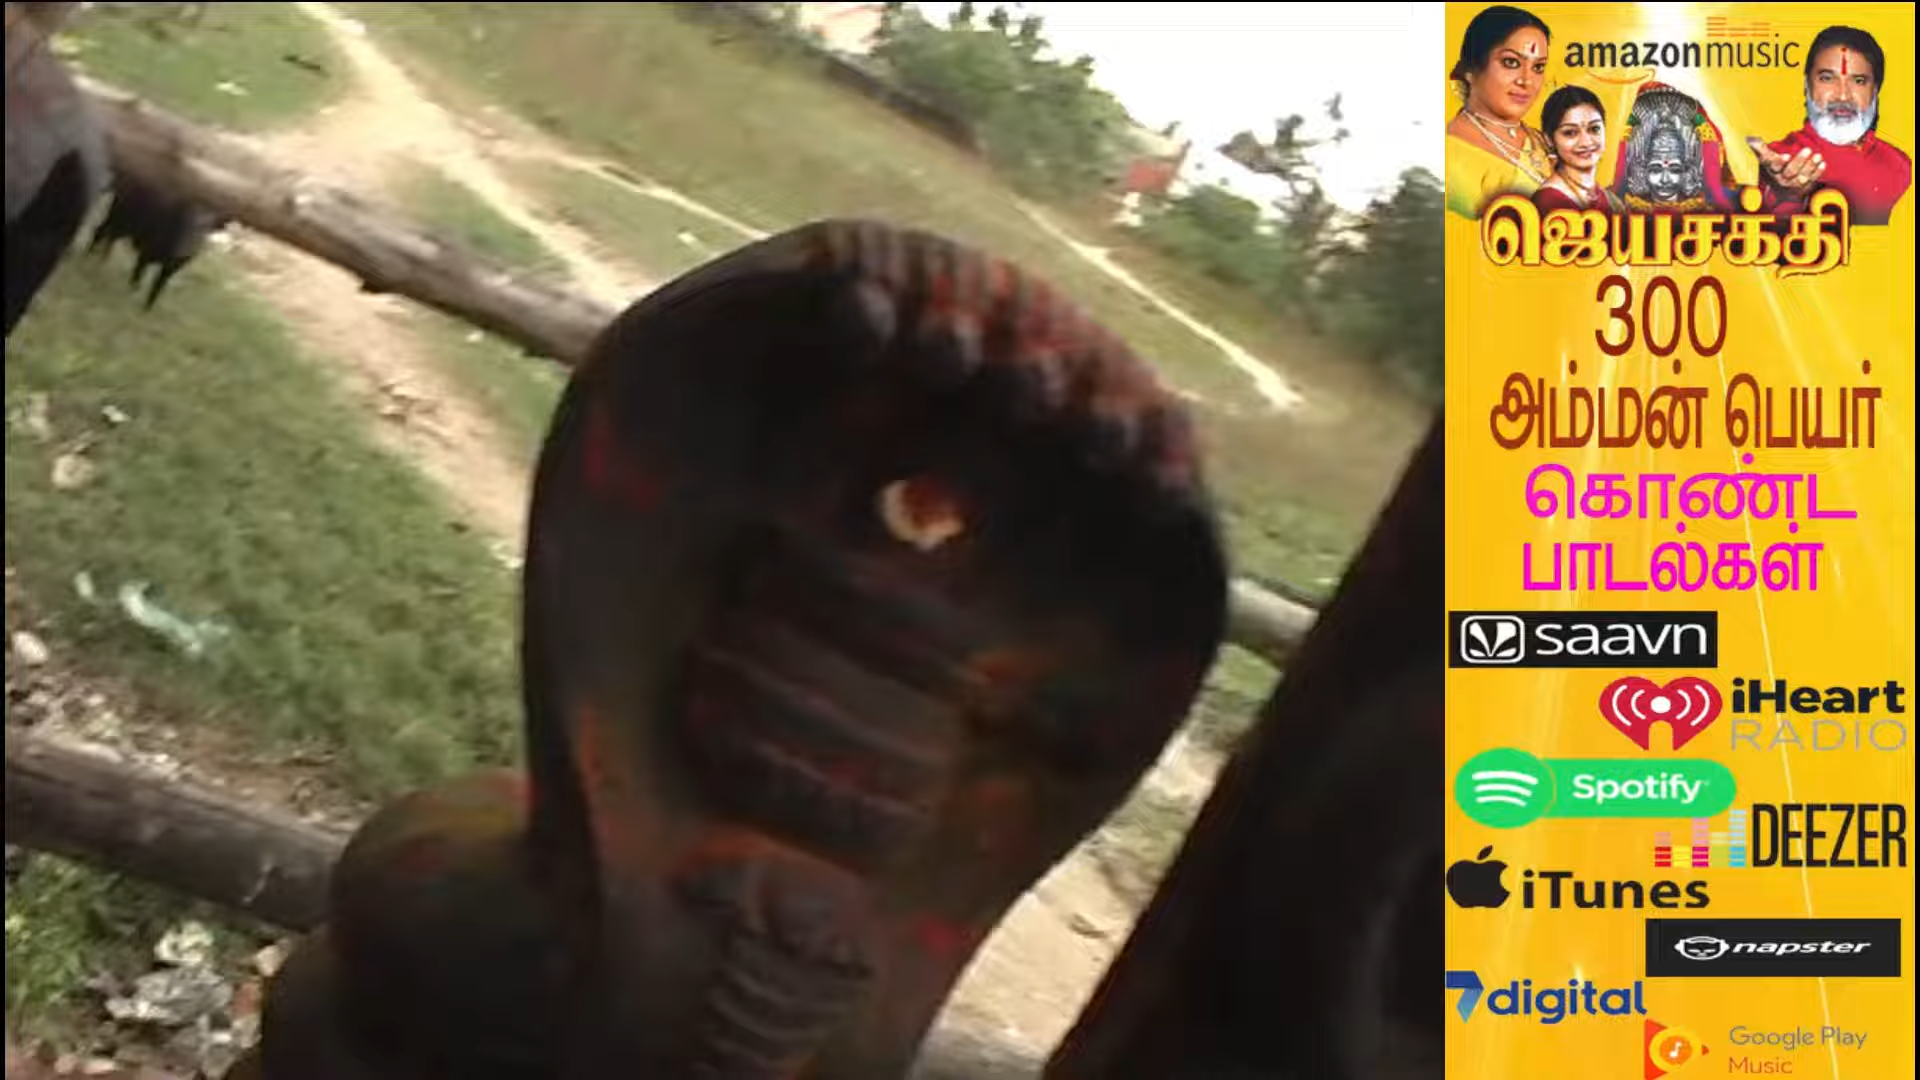 amazon music
ஜெயசக்தி
300
அம்மன் பெயர்
கொண்ட
பாடல்கள்
saavn
iHeart
RADIO
Spotify
DEEZER
iTunes
napster
7digital
Google Play
Music